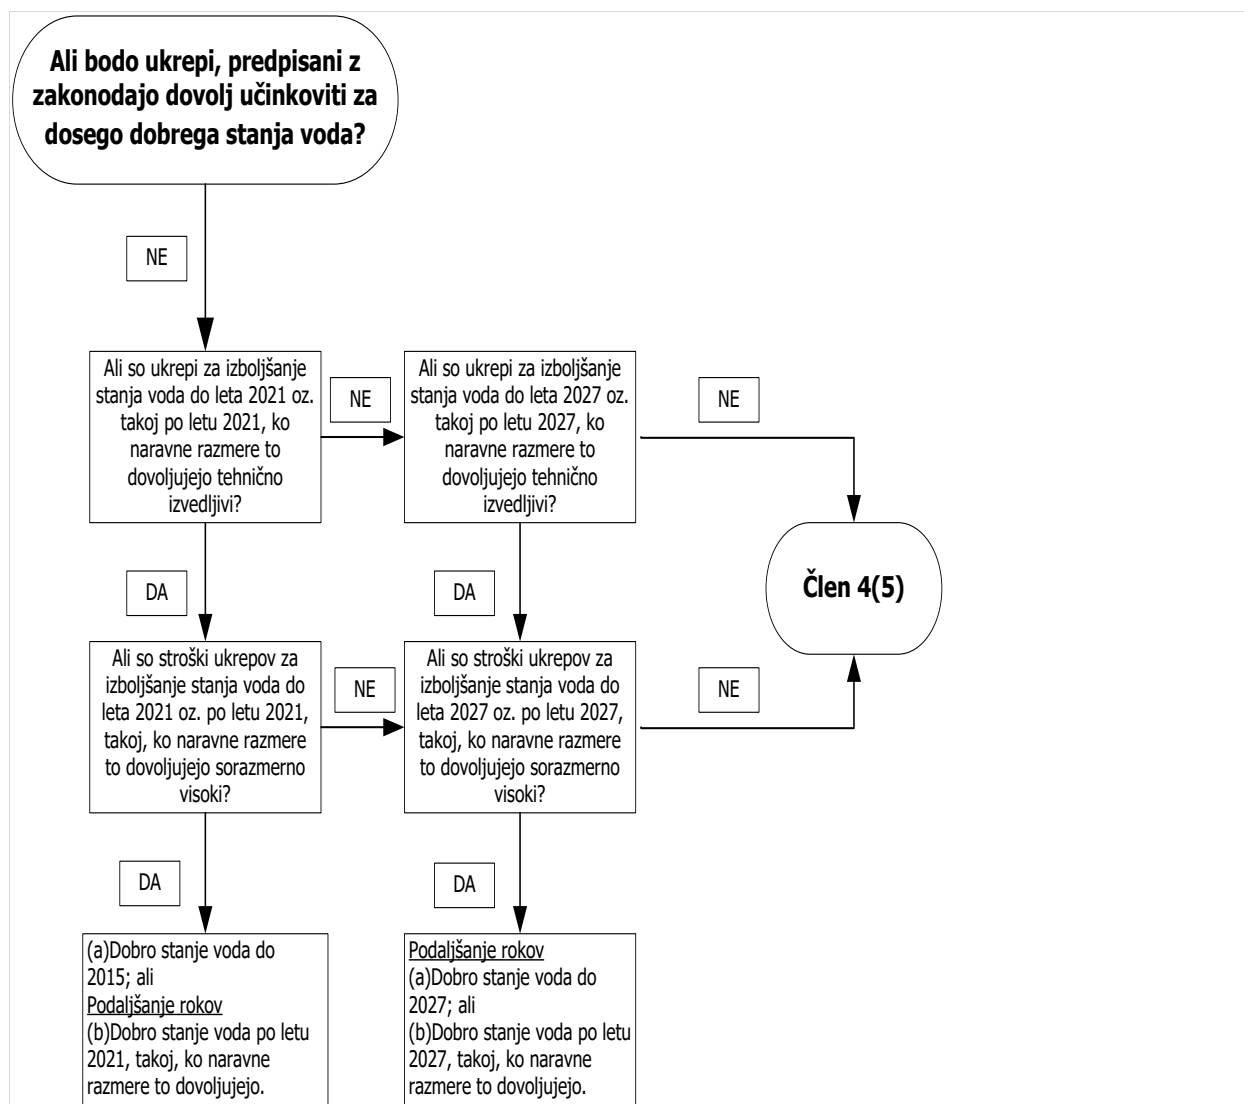 Ali bodo ukrepi, predpisani z
zakonodajo dovolj učinkoviti za
dosego dobrega stanja voda?
NE
Ali so ukrepi za izboljšanje
stanja voda do leta 2021 oz.
takoj po letu 2021, ko
naravne razmere to
dovoljujejo tehnično
izvedljivi?
NE
Ali so ukrepi za izboljšanje
stanja voda do leta 2027 oz.
takoj po letu 2027, ko
naravne razmere to
dovoljujejo tehnično
izvedljivi?
NE
Člen 4(5)
DA
DA
Ali so stroški ukrepov za
izboljšanje stanja voda do
leta 2021 oz. po letu 2021,
takoj, ko naravne razmere
to dovoljujejo sorazmerno
visoki?
NE
Ali so stroški ukrepov za
izboljšanje stanja voda do
leta 2027 oz. po letu 2027,
takoj, ko naravne razmere
to dovoljujejo sorazmerno
visoki?
NE
DA
DA
(a)Dobro stanje voda do
2015; ali
Podaljšanje rokov
(b)Dobro stanje voda po letu
2021, takoj, ko naravne
razmere to dovoljujejo.
Podaljšanje rokov
(a)Dobro stanje voda do
2027; ali
(b)Dobro stanje voda po letu
2027, takoj, ko naravne
razmere to dovoljujejo.